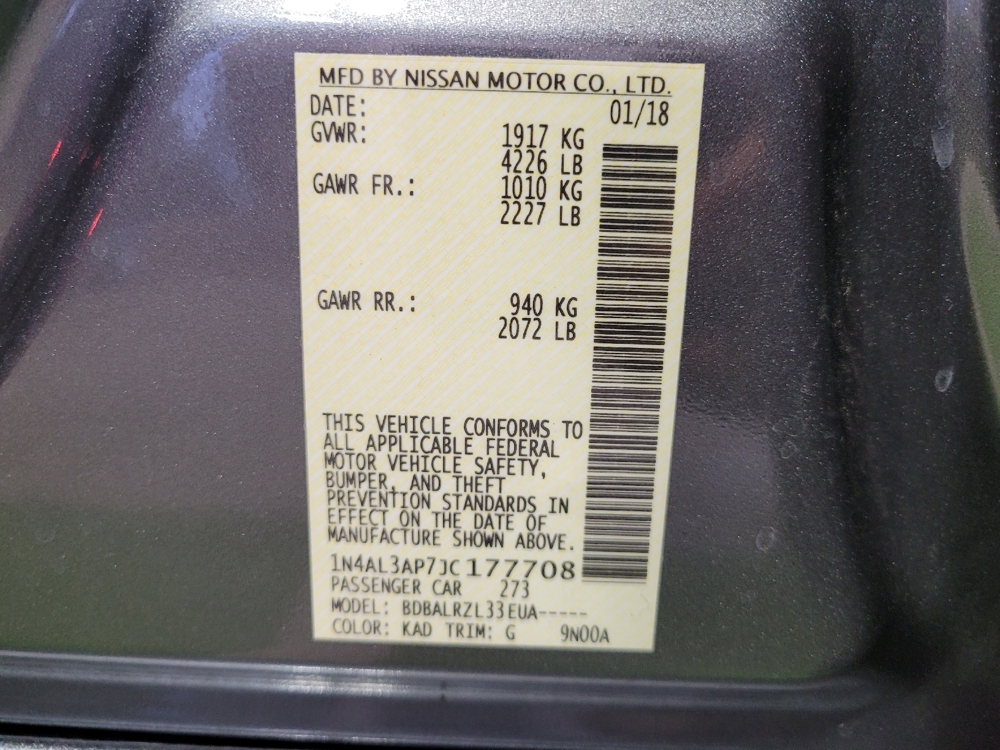 MFD BY NISSAN MOTOR CO., LTD.
DATE: 01/18
GVWR: 1917 KG
4226 LB
GAWR FR.: 1010 KG
2227 LB
GAWR RR.: 940 KG
2072 LB
THIS VEHICLE CONFORMS TO
ALL APPLICABLE FEDERAL
MOTOR VEHICLE SAFETY,
BUMPER, AND THEFT
PREVENTION STANDARDS IN
EFFECT ON THE DATE OF
MANUFACTURE SHOWN ABOVE.
1N4AL3AP7JC177708
PASSENGER CAR 273
MODEL: BDBALRZL33EUA-----
COLOR: KAD TRIM: G 9N00A